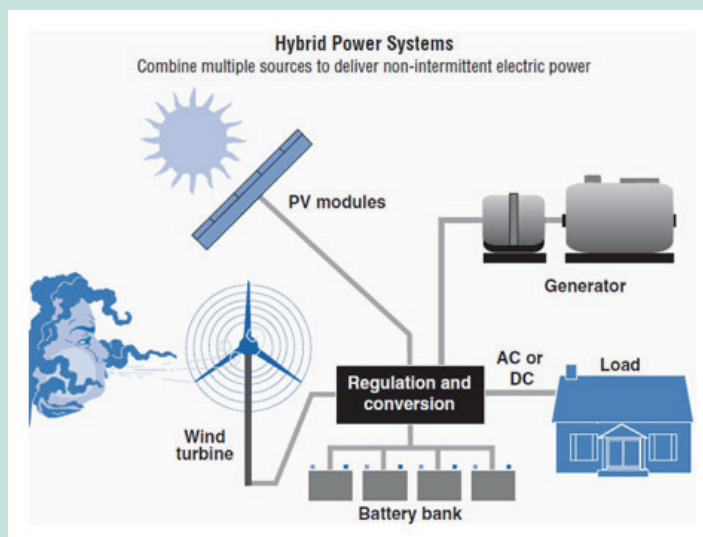 Hybrid Power Systems
Combine multiple sources to deliver non-intermittent electric power
PV modules
Generator
AC or
DC
Load
Regulation and
conversion
Wind
turbine
Battery bank